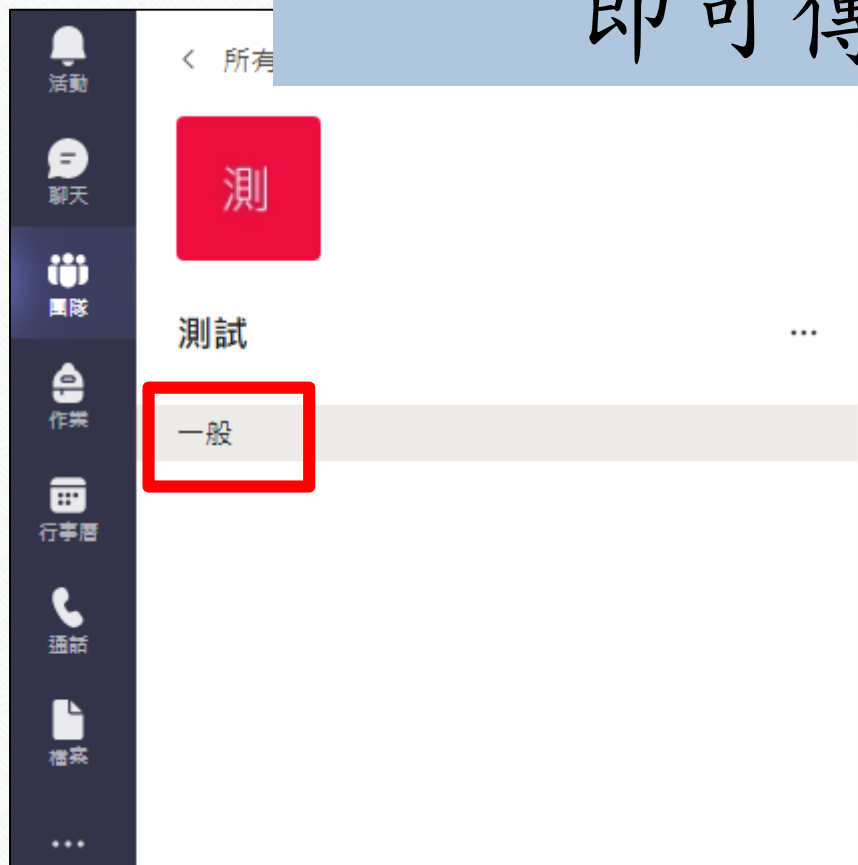 即可傳
活動
< 所有
聊天
測
團隊
測試
...
作業
一般
行事曆
通話
檔案
...